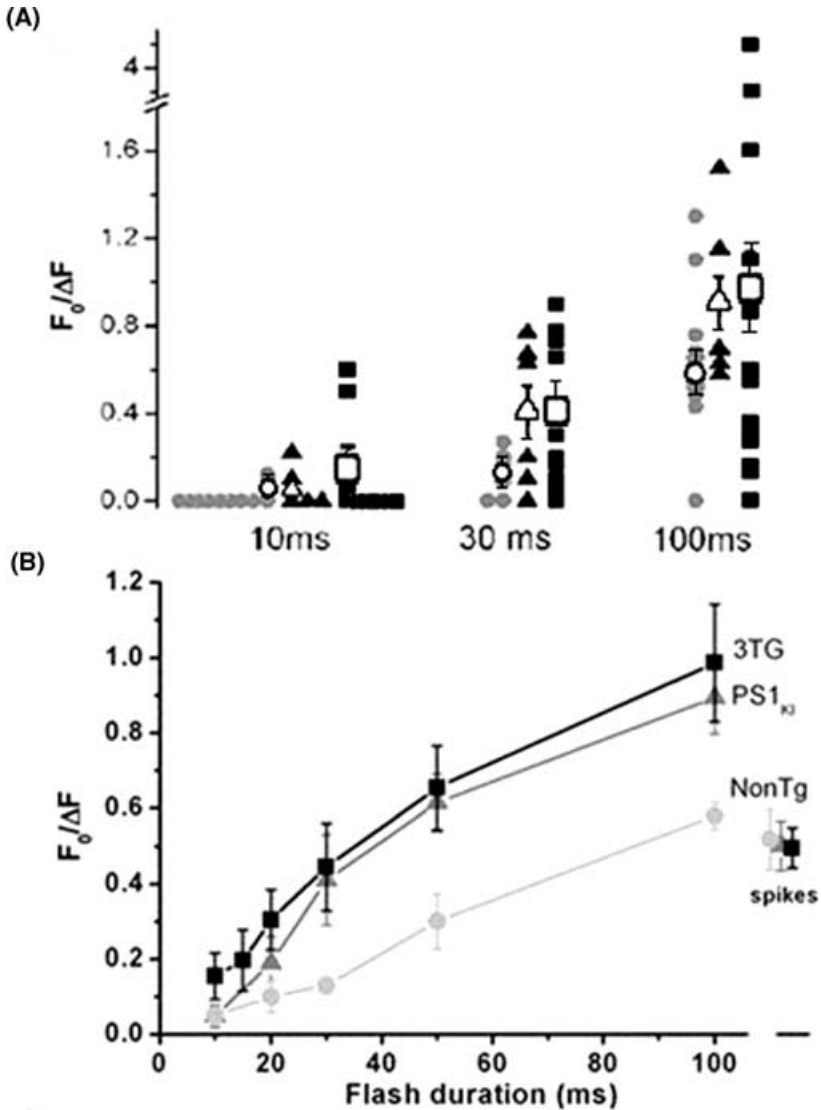 (A)
4
1.6
1.2
0.8
0.4
0.0
F₀/ΔF
10ms 30 ms 100ms
(B)
1.2
1.0
0.8
0.6
0.4
0.2
0.0
F₀/ΔF
3TG
PS1KI
NonTg
spikes
0 20 40 60 80 100
Flash duration (ms)